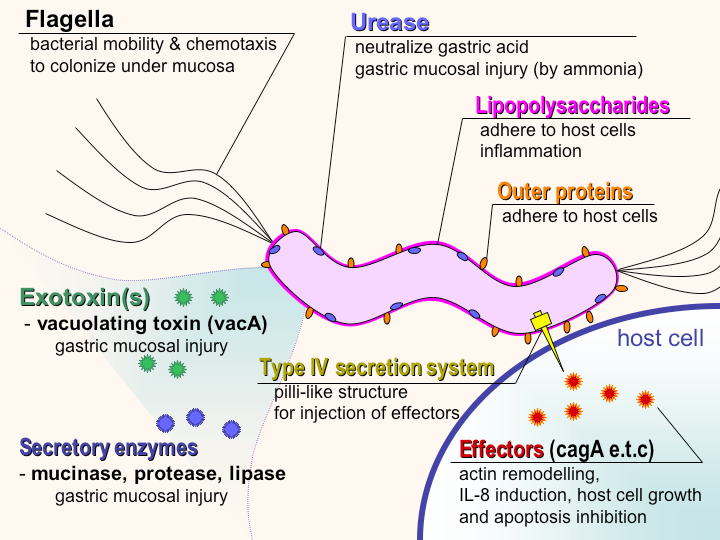 Flagella
bacterial mobility & chemotaxis
to colonize under mucosa
Urease
neutralize gastric acid
gastric mucosal injury (by ammonia)
Lipopolysaccharides
adhere to host cells
inflammation
Outer proteins
adhere to host cells
Exotoxin(s)
- vacuolating toxin (vacA)
gastric mucosal injury
host cell
Type IV secretion system
pilli-like structure
for injection of effectors
Secretory enzymes
- mucinase, protease, lipase
gastric mucosal injury
Effectors (cagA e.t.c)
actin remodelling,
IL-8 induction, host cell growth
and apoptosis inhibition